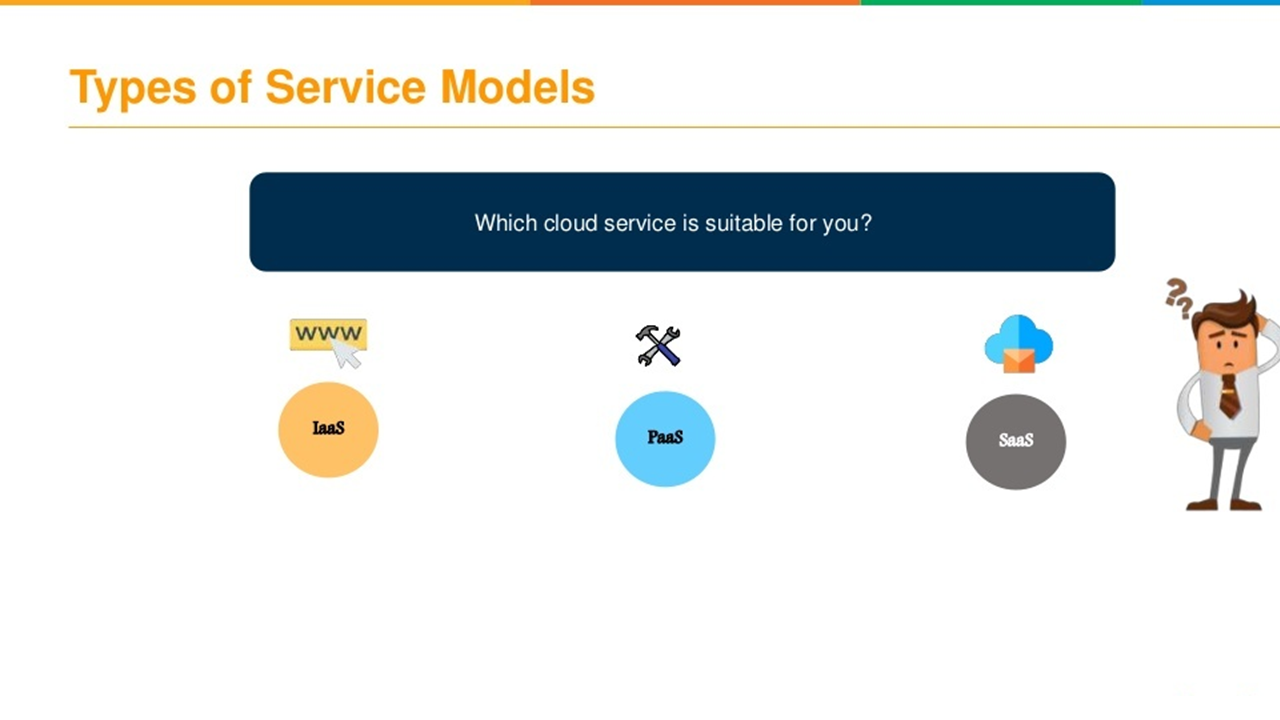 Types of Service Models
Which cloud service is suitable for you?
??
www
IaaS
PaaS
SaaS